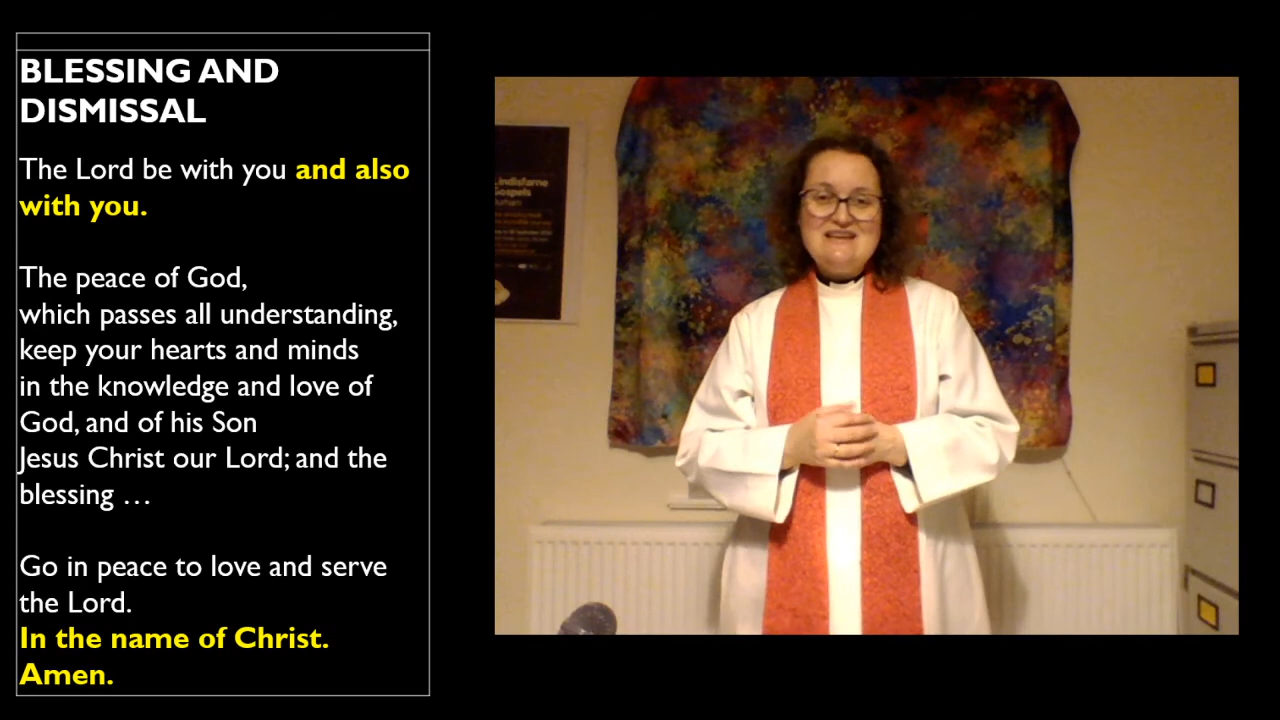 BLESSING AND
DISMISSAL
The Lord be with you and also
with you.
The peace of God,
which passes all understanding,
keep your hearts and minds
in the knowledge and love of
God, and of his Son
Jesus Christ our Lord; and the
blessing …
Go in peace to love and serve
the Lord.
In the name of Christ.
Amen.
Lindisfarne
Gospels
Durham